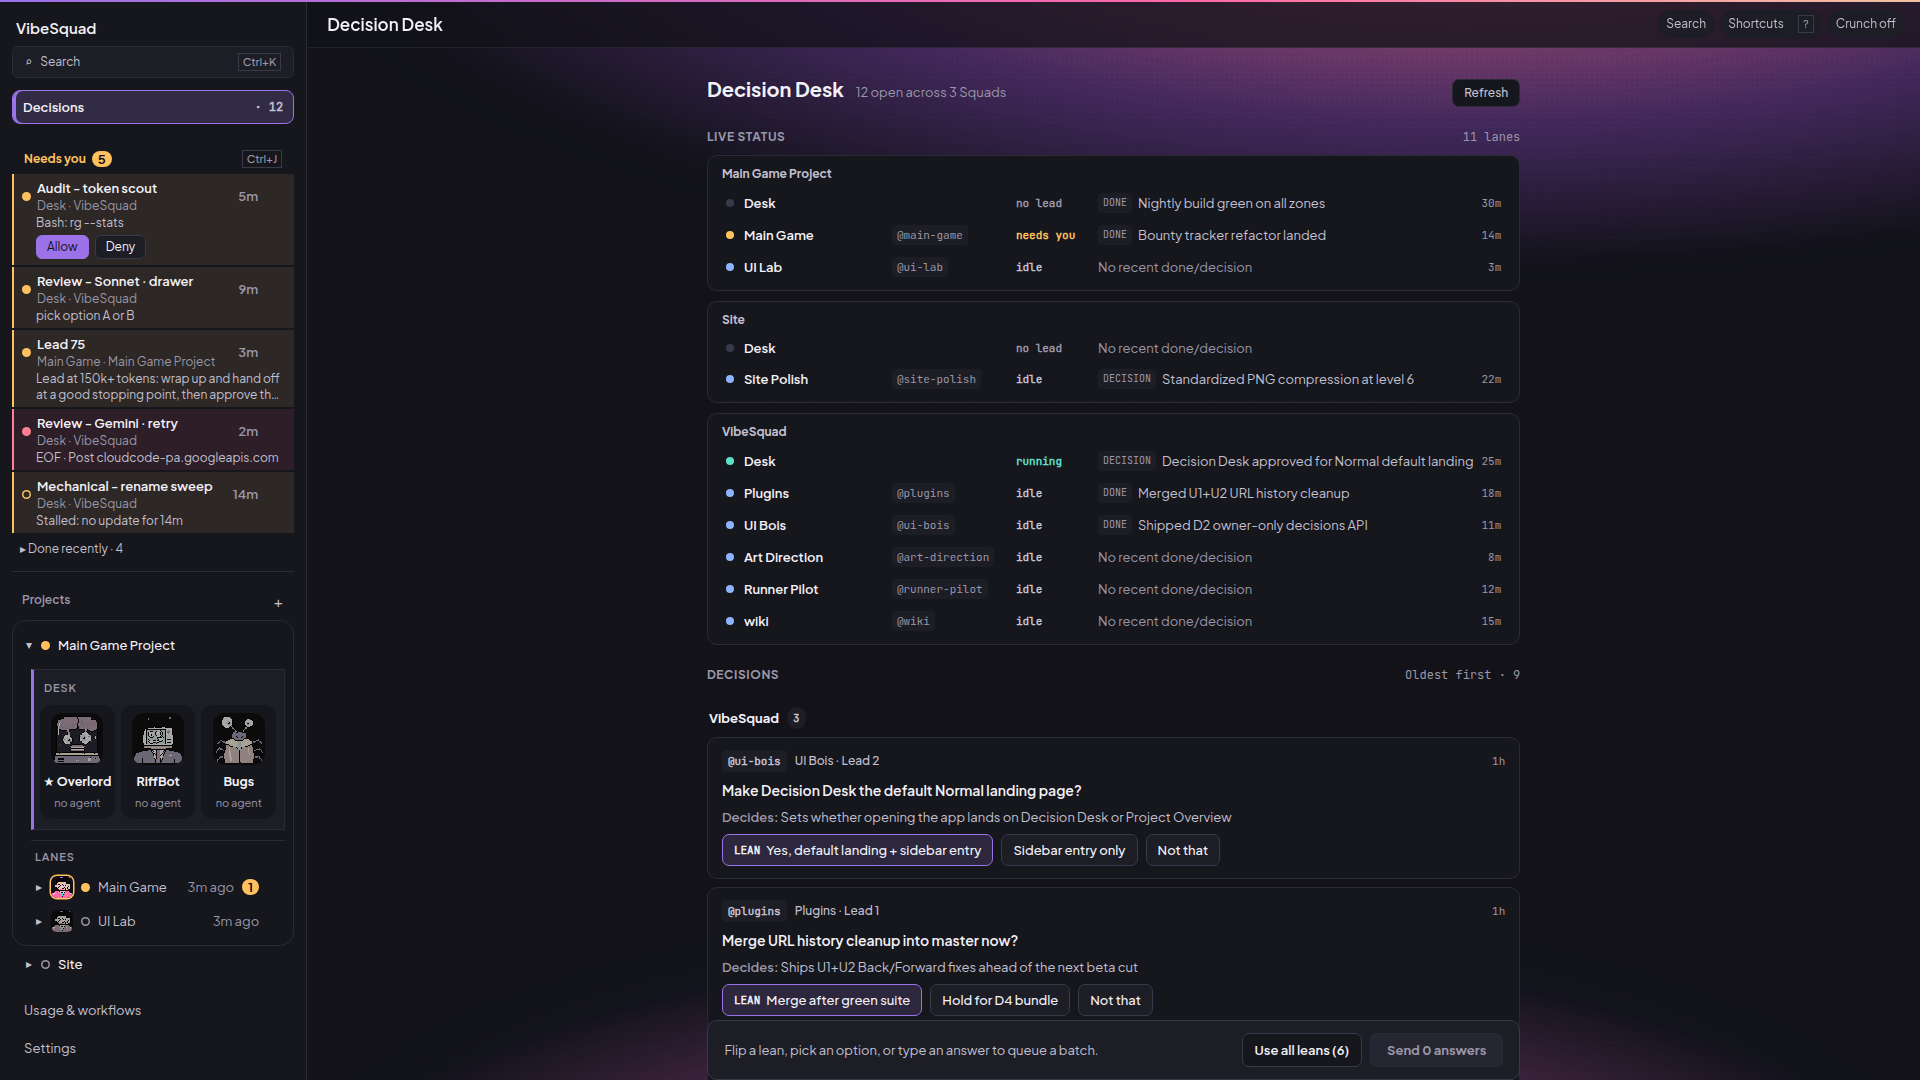 VibeSquad
Search Ctrl+K
Decisions · 12
Needs you 5 Ctrl+J
Audit – token scout 5m
Desk · VibeSquad
Bash: rg --stats
Allow Deny
Review – Sonnet · drawer 9m
Desk · VibeSquad
pick option A or B
Lead 75 3m
Main Game · Main Game Project
Lead at 150k+ tokens: wrap up and hand off
at a good stopping point, then approve th…
Review – Gemini · retry 2m
Desk · VibeSquad
EOF · Post cloudcode-pa.googleapis.com
Mechanical – rename sweep 14m
Desk · VibeSquad
Stalled: no update for 14m
▸ Done recently · 4
Projects +
▾ Main Game Project
DESK
★ Overlord RiffBot Bugs
no agent no agent no agent
LANES
▸ Main Game 3m ago 1
▸ UI Lab 3m ago
▸ Site
Usage & workflows
Settings
Decision Desk
Search Shortcuts ? Crunch off
Decision Desk 12 open across 3 Squads Refresh
LIVE STATUS 11 lanes
Main Game Project
Desk no lead DONE Nightly build green on all zones 30m
Main Game @main-game needs you DONE Bounty tracker refactor landed 14m
UI Lab @ui-lab idle No recent done/decision 3m
Site
Desk no lead No recent done/decision
Site Polish @site-polish idle DECISION Standardized PNG compression at level 6 22m
VibeSquad
Desk running DECISION Decision Desk approved for Normal default landing 25m
Plugins @plugins idle DONE Merged U1+U2 URL history cleanup 18m
UI Bois @ui-bois idle DONE Shipped D2 owner-only decisions API 11m
Art Direction @art-direction idle No recent done/decision 8m
Runner Pilot @runner-pilot idle No recent done/decision 12m
wiki @wiki idle No recent done/decision 15m
DECISIONS Oldest first · 9
VibeSquad 3
@ui-bois UI Bois · Lead 2 1h
Make Decision Desk the default Normal landing page?
Decides: Sets whether opening the app lands on Decision Desk or Project Overview
LEAN Yes, default landing + sidebar entry Sidebar entry only Not that
@plugins Plugins · Lead 1 1h
Merge URL history cleanup into master now?
Decides: Ships U1+U2 Back/Forward fixes ahead of the next beta cut
LEAN Merge after green suite Hold for D4 bundle Not that
Flip a lean, pick an option, or type an answer to queue a batch. Use all leans (6) Send 0 answers